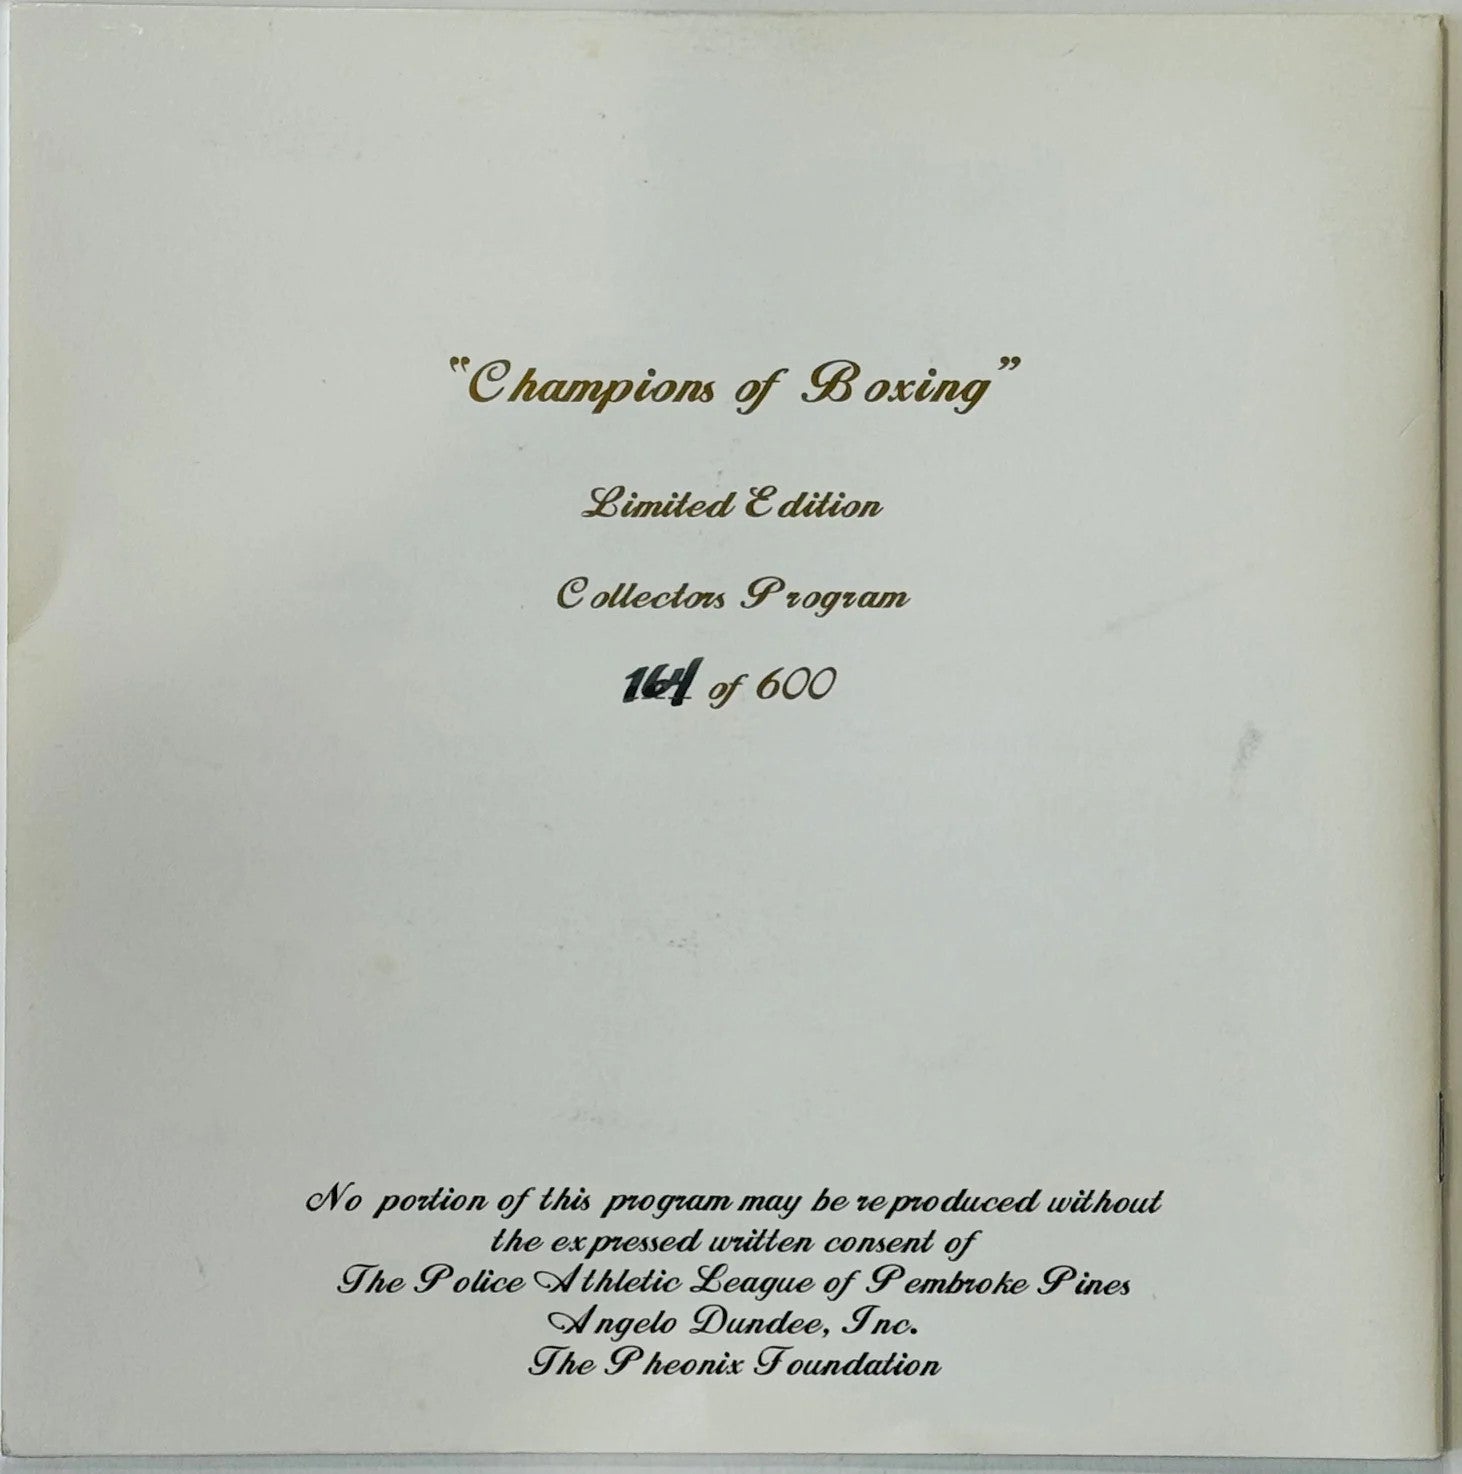 "Champions of Boxing"
Limited Edition
Collectors Program
164 of 600
No portion of this program may be reproduced without
the expressed written consent of
The Police Athletic League of Pembroke Pines
Angelo Dundee, Inc.
The Pheonix Foundation